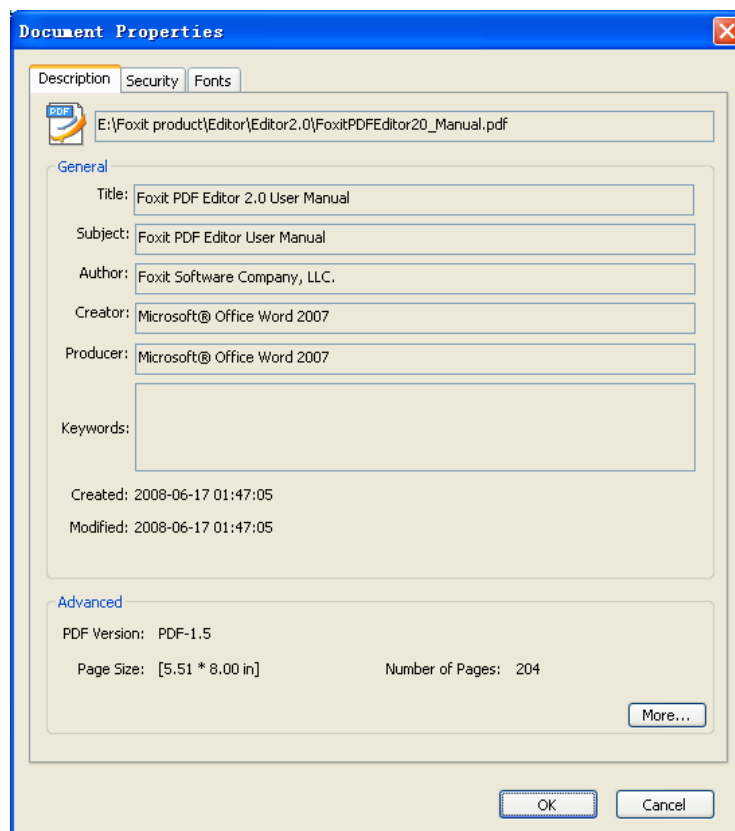 Document Properties
Description Security Fonts
PDF
E:\Foxit product\Editor\Editor2.0\FoxitPDFEditor20_Manual.pdf
General
Title: Foxit PDF Editor 2.0 User Manual
Subject: Foxit PDF Editor User Manual
Author: Foxit Software Company, LLC.
Creator: Microsoft® Office Word 2007
Producer: Microsoft® Office Word 2007
Keywords:
Created: 2008-06-17 01:47:05
Modified: 2008-06-17 01:47:05
Advanced
PDF Version: PDF-1.5
Page Size: [5.51 * 8.00 in] Number of Pages: 204
More...
OK Cancel